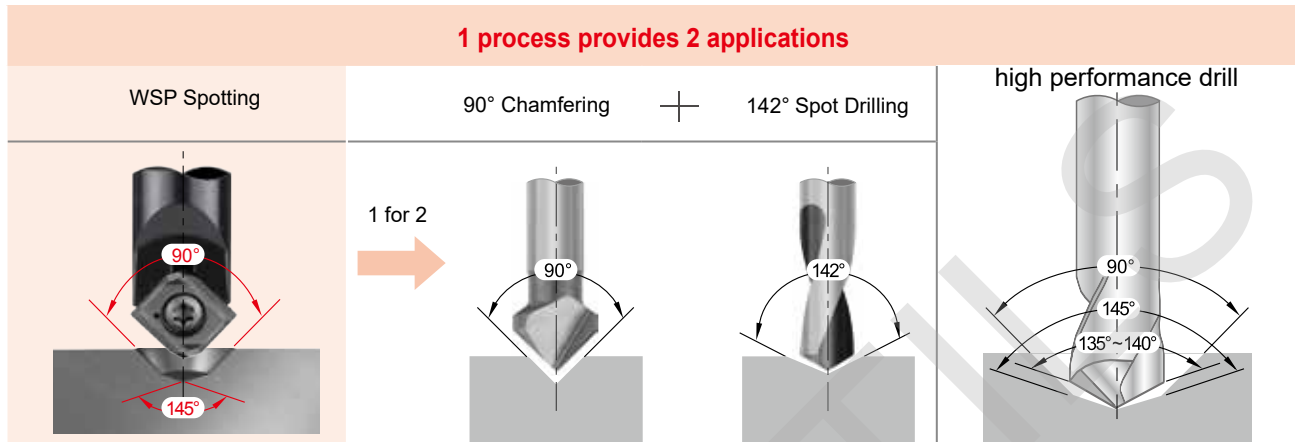 1 process provides 2 applications
WSP Spotting
90° Chamfering
142° Spot Drilling
high performance drill
90°
145°
1 for 2
90°
142°
90°
145°
135°~140°